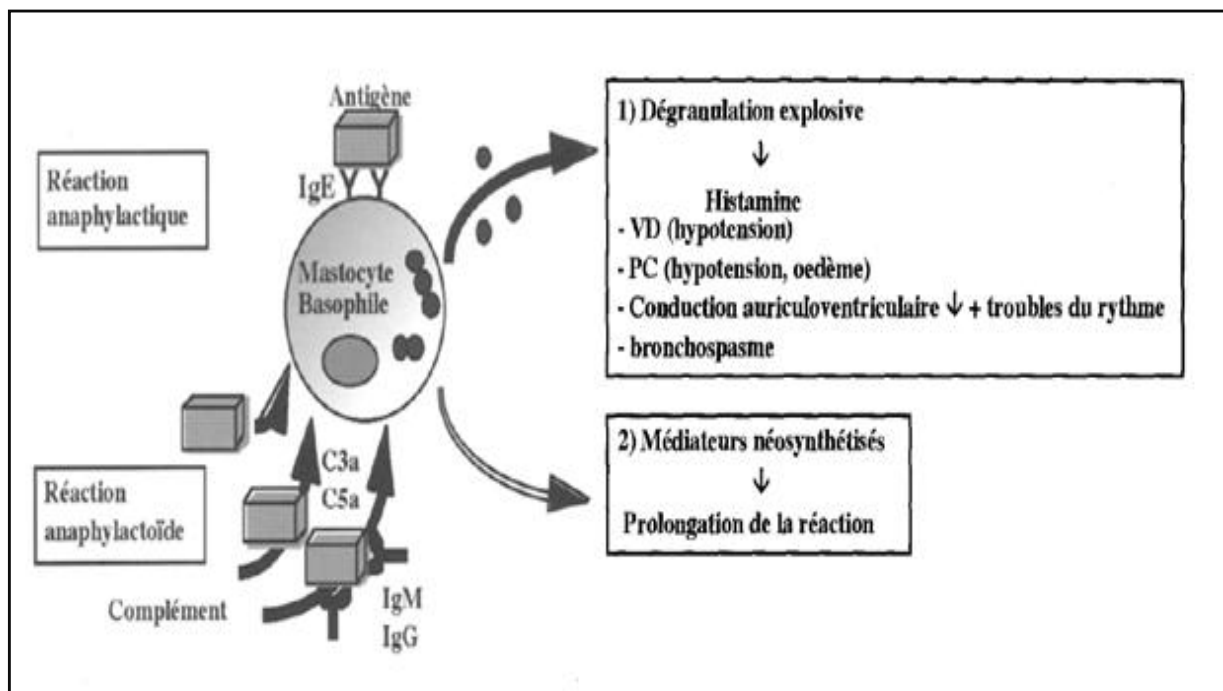 Antigène
Réaction
anaphylactique
IgE
Mastocyte
Basophile
Réaction
anaphylactoïde
C3a
C5a
Complément
IgM
IgG
1) Dégranulation explosive
↓
Histamine
- VD (hypotension)
- PC (hypotension, oedème)
- Conduction auriculoventriculaire ↓ + troubles du rythme
- bronchospasme
2) Médiateurs néosynthétisés
↓
Prolongation de la réaction